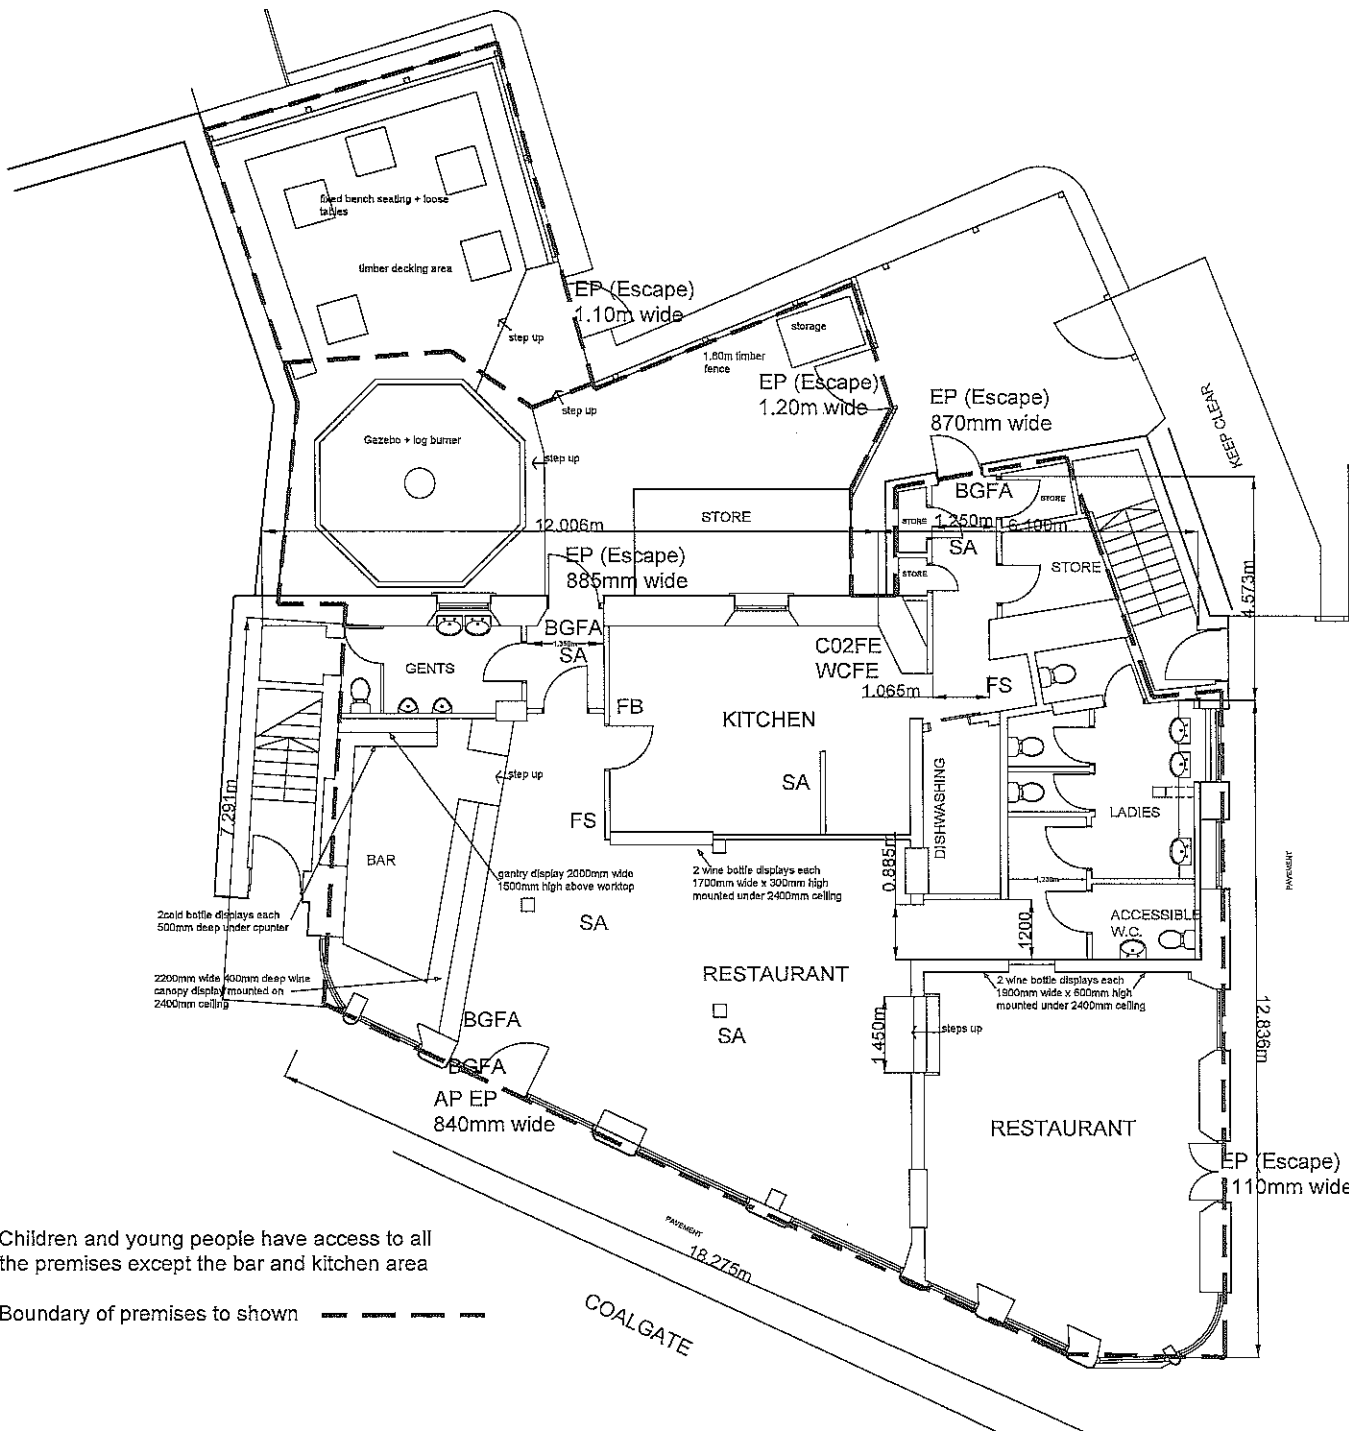 fixed bench seating + loose
tables
timber decking area
EP (Escape)
1.10m wide
step up
storage
1.80m timber
fence
EP (Escape)
1.20m wide
step up
EP (Escape)
870mm wide
KEEP CLEAR
Gazebo + log burner
step up
BGFA
STORE
STORE
STORE
12.006m
1.250m
6.100m
SA
EP (Escape)
885mm wide
STORE
STORE
4.573m
BGFA
SA
GENTS
C02FE
WCFE
1.065m
FS
FB
KITCHEN
step up
SA
DISHWASHING
LADIES
7.291m
FS
BAR
gantry display 2000mm wide
1500mm high above worktop
2 wine bottle displays each
1700mm wide x 300mm high
mounted under 2400mm ceiling
0.885m
PAVEMENT
2cold bottle displays each
500mm deep under counter
SA
1200
ACCESSIBLE
W.C.
2200mm wide 400mm deep wine
canopy display mounted on
2400mm ceiling
RESTAURANT
2 wine bottle displays each
1900mm wide x 600mm high
mounted under 2400mm ceiling
BGFA
SA
1.450m
steps up
12.836m
BGFA
AP EP
840mm wide
RESTAURANT
EP (Escape)
110mm wide
PAVEMENT
18.275m
COALGATE
Children and young people have access to all
the premises except the bar and kitchen area
Boundary of premises to shown